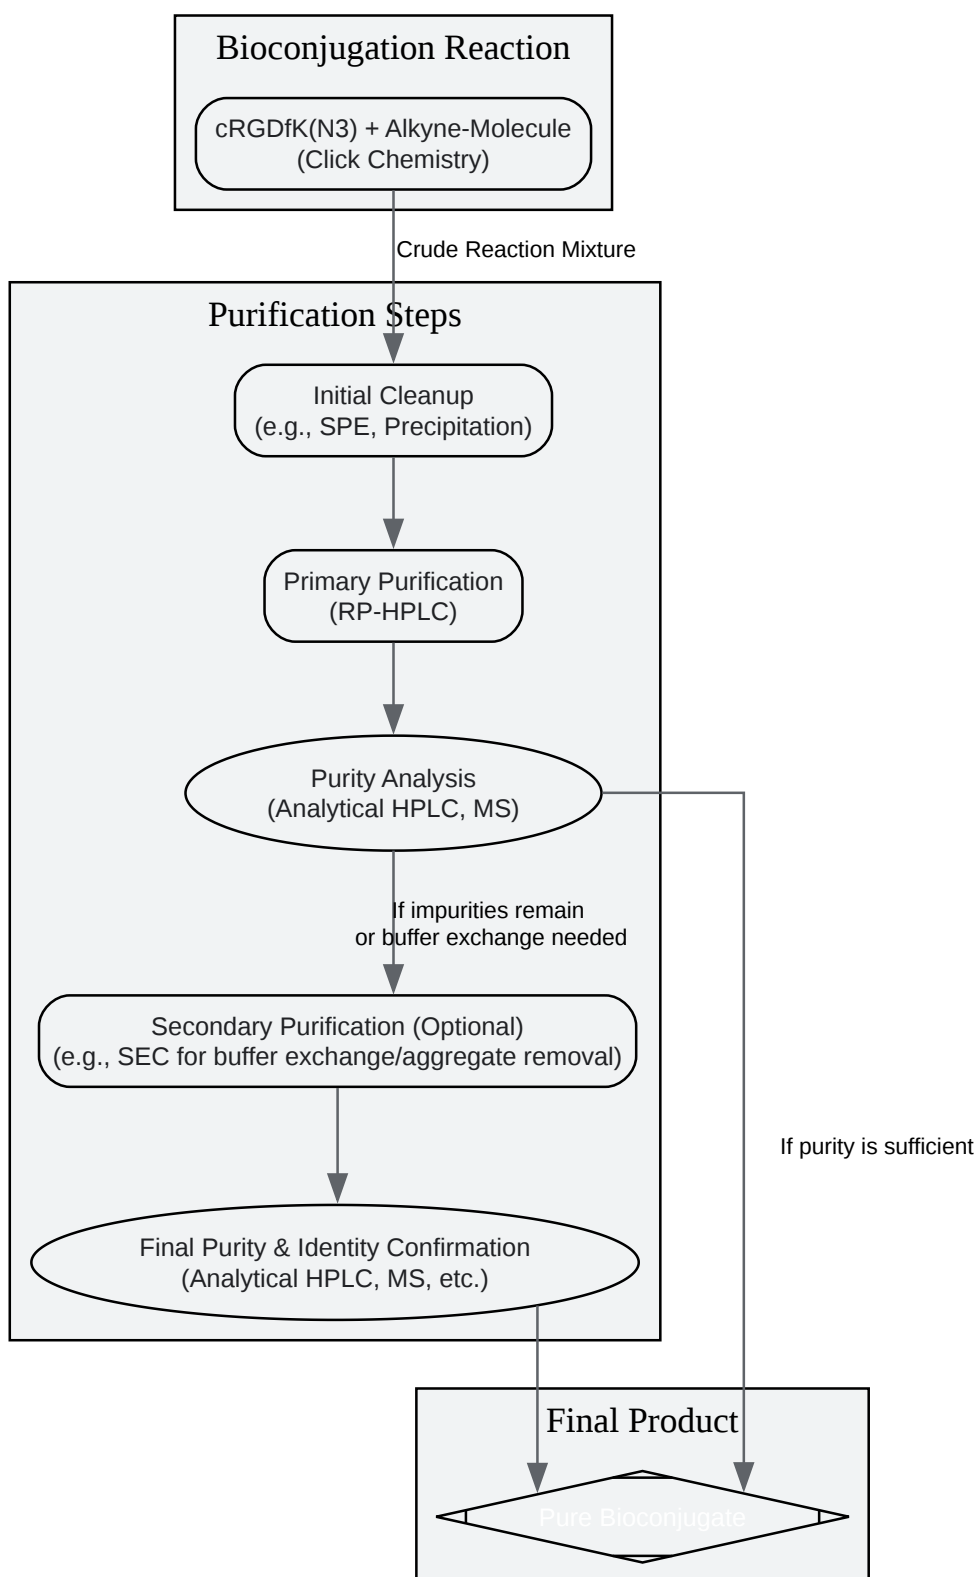 Bioconjugation Reaction
cRGDfK(N3) + Alkyne-Molecule
(Click Chemistry)
Crude Reaction Mixture
Purification Steps
Initial Cleanup
(e.g., SPE, Precipitation)
Primary Purification
(RP-HPLC)
Purity Analysis
(Analytical HPLC, MS)
If impurities remain
or buffer exchange needed
Secondary Purification (Optional)
(e.g., SEC for buffer exchange/aggregate removal)
If purity is sufficient
Final Purity & Identity Confirmation
(Analytical HPLC, MS, etc.)
Final Product
Pure Bioconjugate